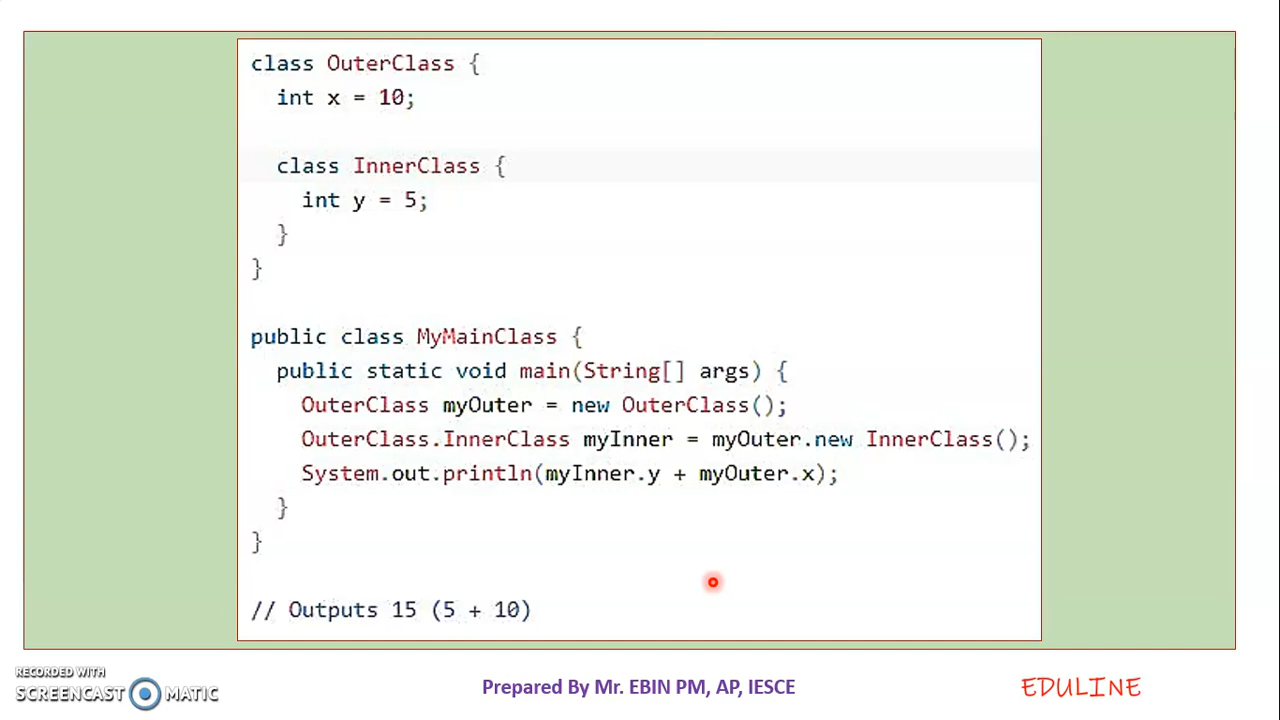 class OuterClass {
int x = 10;
class InnerClass {
int y = 5;
}
}
public class MyMainClass {
public static void main(String[] args) {
OuterClass myOuter = new OuterClass();
OuterClass.InnerClass myInner = myOuter.new InnerClass();
System.out.println(myInner.y + myOuter.x);
}
}
// Outputs 15 (5 + 10)
RECORDED WITH
SCREENCAST MATIC
Prepared By Mr. EBIN PM, AP, IESCE
EDULINE